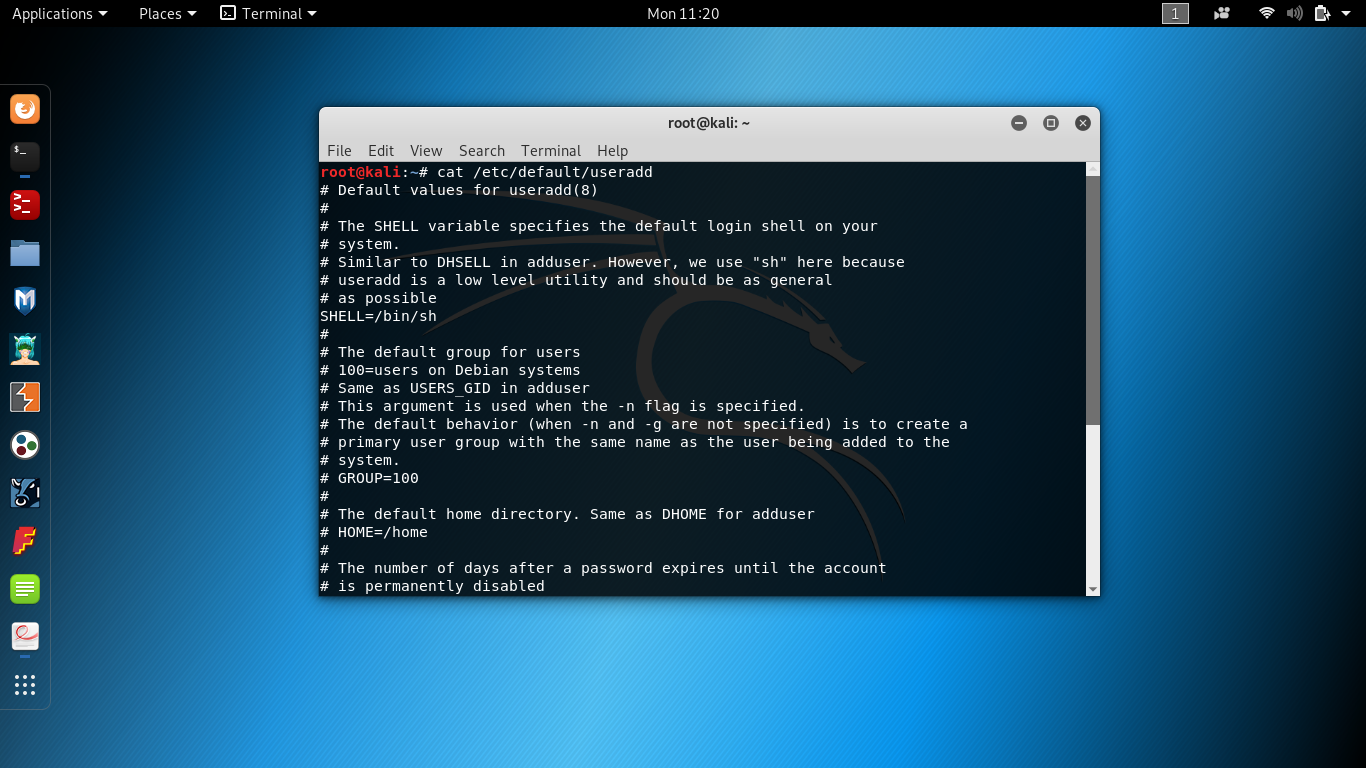 Applications Places Terminal Mon 11:20 1
root@kali: ~
File Edit View Search Terminal Help
root@kali:~# cat /etc/default/useradd
# Default values for useradd(8)
#
# The SHELL variable specifies the default login shell on your
# system.
# Similar to DHSELL in adduser. However, we use "sh" here because
# useradd is a low level utility and should be as general
# as possible
SHELL=/bin/sh
#
# The default group for users
# 100=users on Debian systems
# Same as USERS_GID in adduser
# This argument is used when the -n flag is specified.
# The default behavior (when -n and -g are not specified) is to create a
# primary user group with the same name as the user being added to the
# system.
# GROUP=100
#
# The default home directory. Same as DHOME for adduser
# HOME=/home
#
# The number of days after a password expires until the account
# is permanently disabled